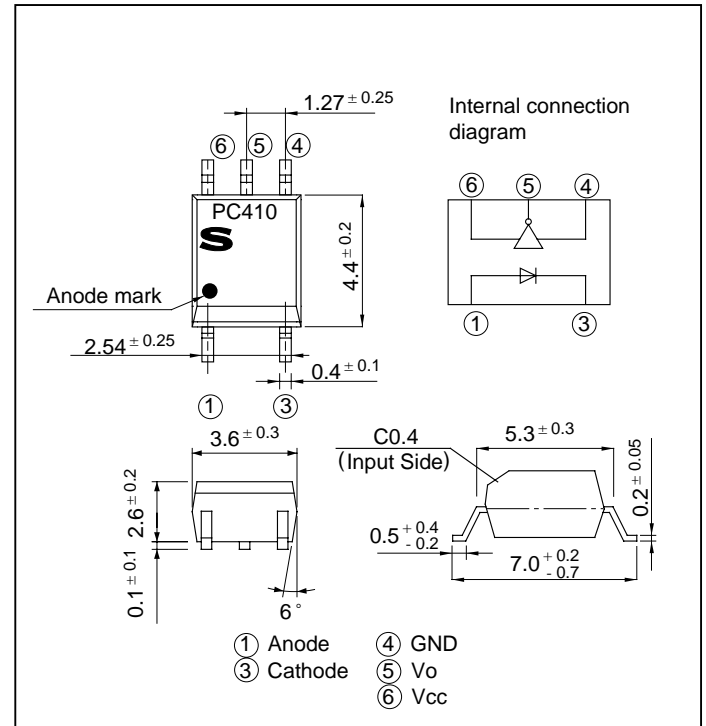 1.27 ± 0.25
Internal connection
diagram
⑥ ⑤ ④
⑥ ⑤ ④
PC410
S
4.4 ± 0.2
Anode mark
① ③
2.54 ± 0.25
0.4 ± 0.1
① ③
3.6 ± 0.3
C0.4
(Input Side)
5.3 ± 0.3
0.2 ± 0.05
2.6 ± 0.2
0.5 + 0.4 - 0.2
7.0 + 0.2 - 0.7
0.1 ± 0.1
6°
① Anode ④ GND
③ Cathode ⑤ Vo
⑥ Vcc